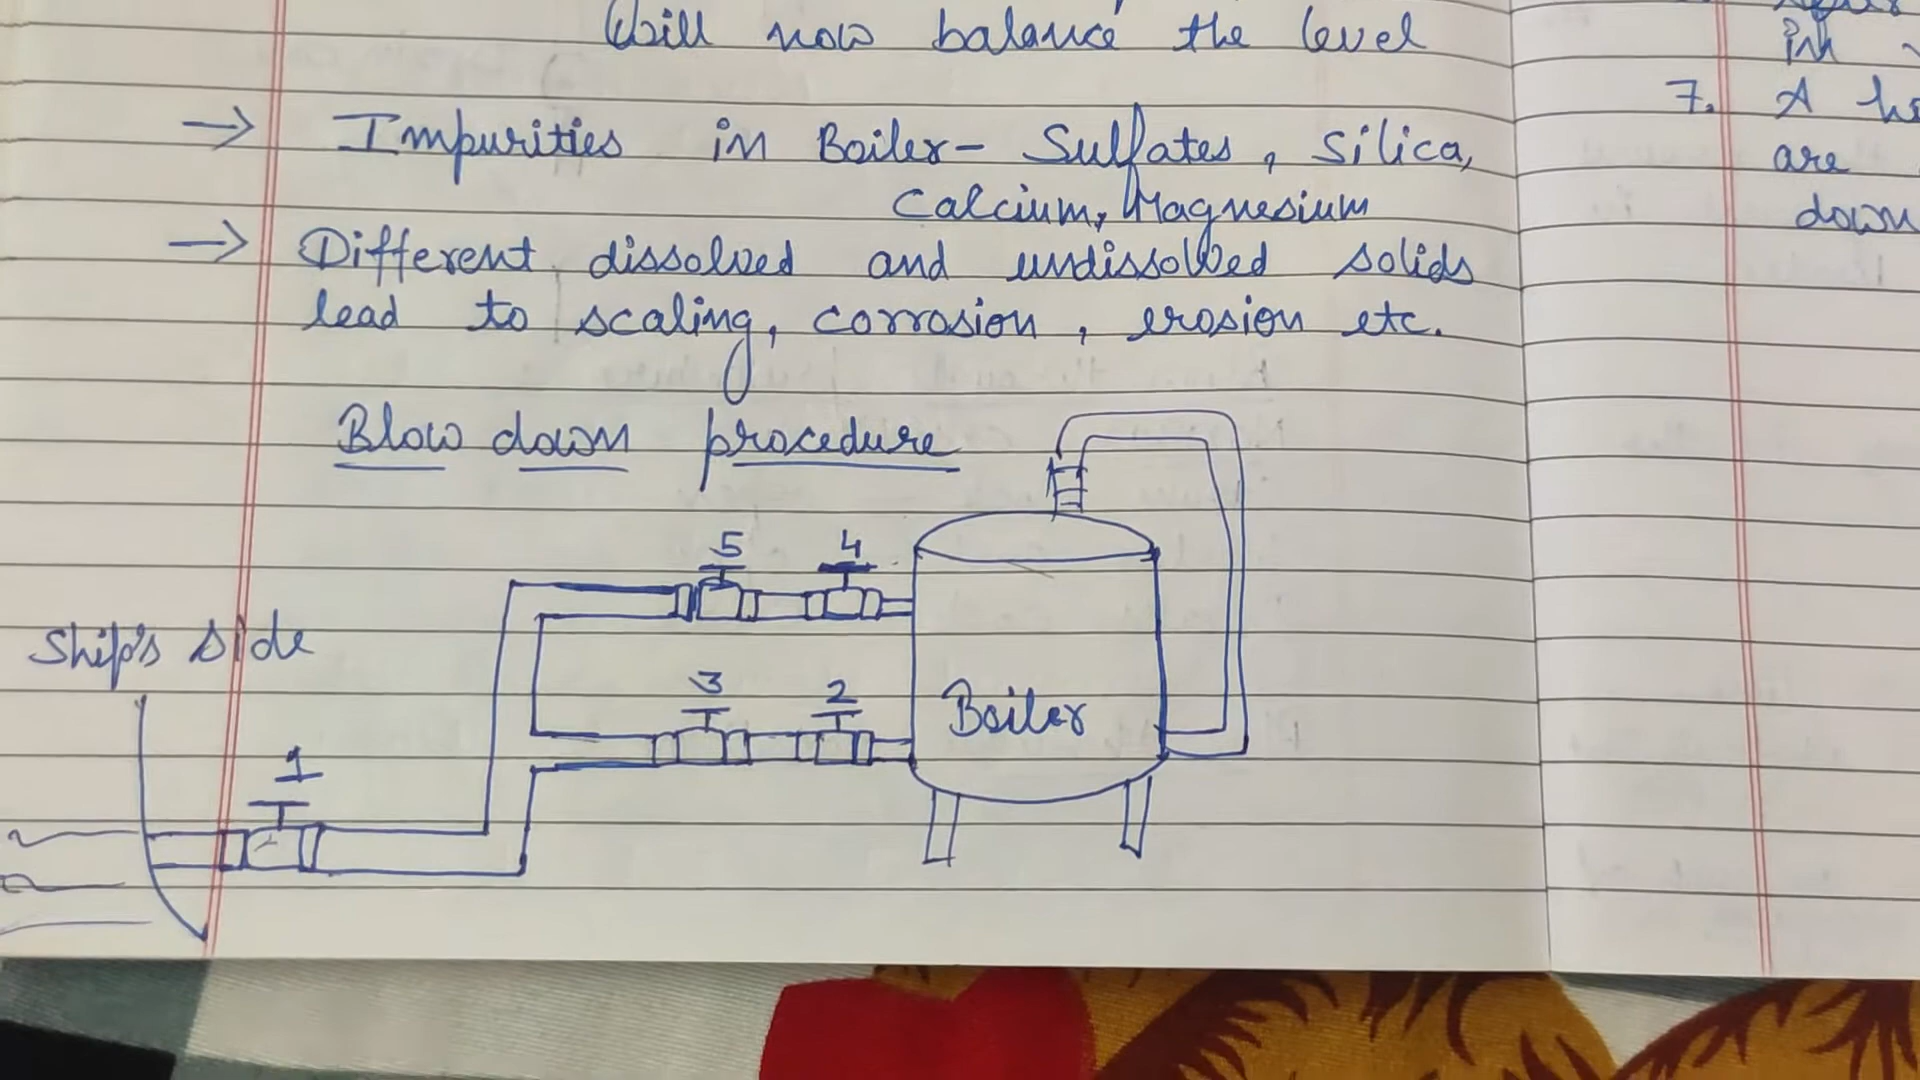 Will now balance the level
→ Impurities in Boiler- Sulfates, Silica,
Calcium, Magnesium
→ Different dissolved and undissolved solids
lead to scaling, corrosion, erosion etc.
Blow down procedure
5 4
Ship's side
3 2
Boiler
1
in
7. A
are
down